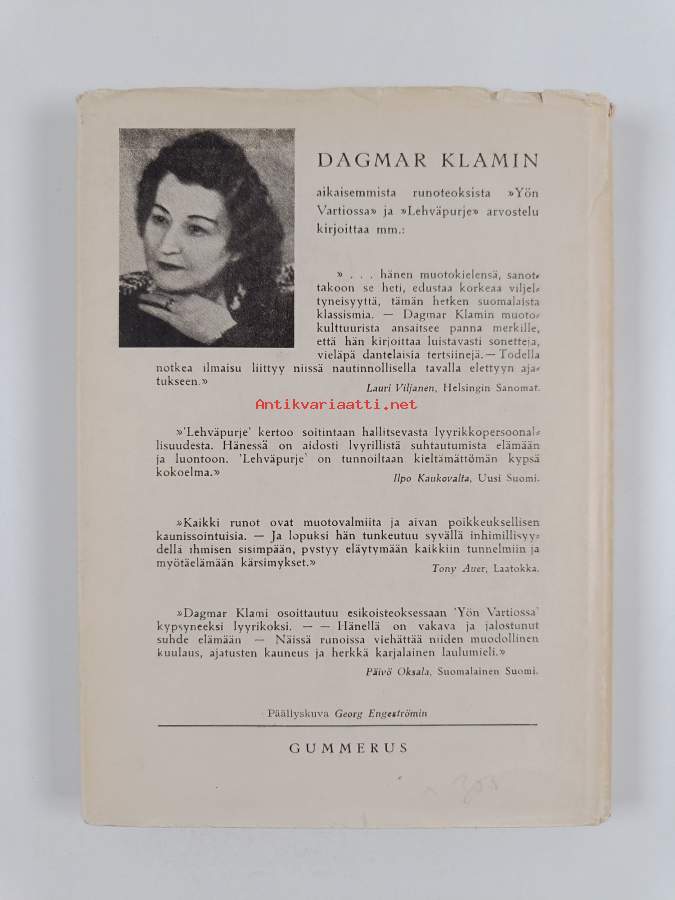 DAGMAR KLAMIN
aikaisemmista runoteoksista »Yön
Vartiossa» ja »Lehväpurje» arvostelu
kirjoittaa mm.:
» . . . hänen muotokielensä, sanot-
takoon se heti, edustaa korkeaa viljel-
tyneisyyttä, tämän hetken suomalaista
klassismia. — Dagmar Klamin muoto-
kulttuurista ansaitsee panna merkille,
että hän kirjoittaa luistavasti sonetteja,
vieläpä dantelaisia tertsiinejä. — Todella
notkea ilmaisu liittyy niissä nautinnollisella tavalla elettyyn aja-
tukseen.»
Lauri Viljanen, Helsingin Sanomat.
Antikvariaatti.net
»'Lehväpurje' kertoo soitintaan hallitsevasta lyyrikkopersoonal-
lisuudesta. Hänessä on aidosti lyyrillistä suhtautumista elämään
ja luontoon. 'Lehväpurje' on tunnoiltaan kieltämättömän kypsä
kokoelma.»
Ilpo Kaukovalta, Uusi Suomi.
»Kaikki runot ovat muotovalmiita ja aivan poikkeuksellisen
kaunissointuisia. — Ja lopuksi hän tunkeutuu syvällä inhimillisyy-
dellä ihmisen sisimpään, pystyy eläytymään kaikkiin tunnelmiin ja
myötäelämään kärsimykset.»
Tony Auer, Laatokka.
»Dagmar Klami osoittautuu esikoisteoksessaan 'Yön Vartiossa'
kypsyneeksi lyyrikoksi. — — Hänellä on vakava ja jalostunut
suhde elämään — Näissä runoissa viehättää niiden muodollinen
kuulaus, ajatusten kauneus ja herkkä karjalainen laulumieli.»
Päivö Oksala, Suomalainen Suomi.
Päällyskuva Georg Engeströmin
GUMMERUS